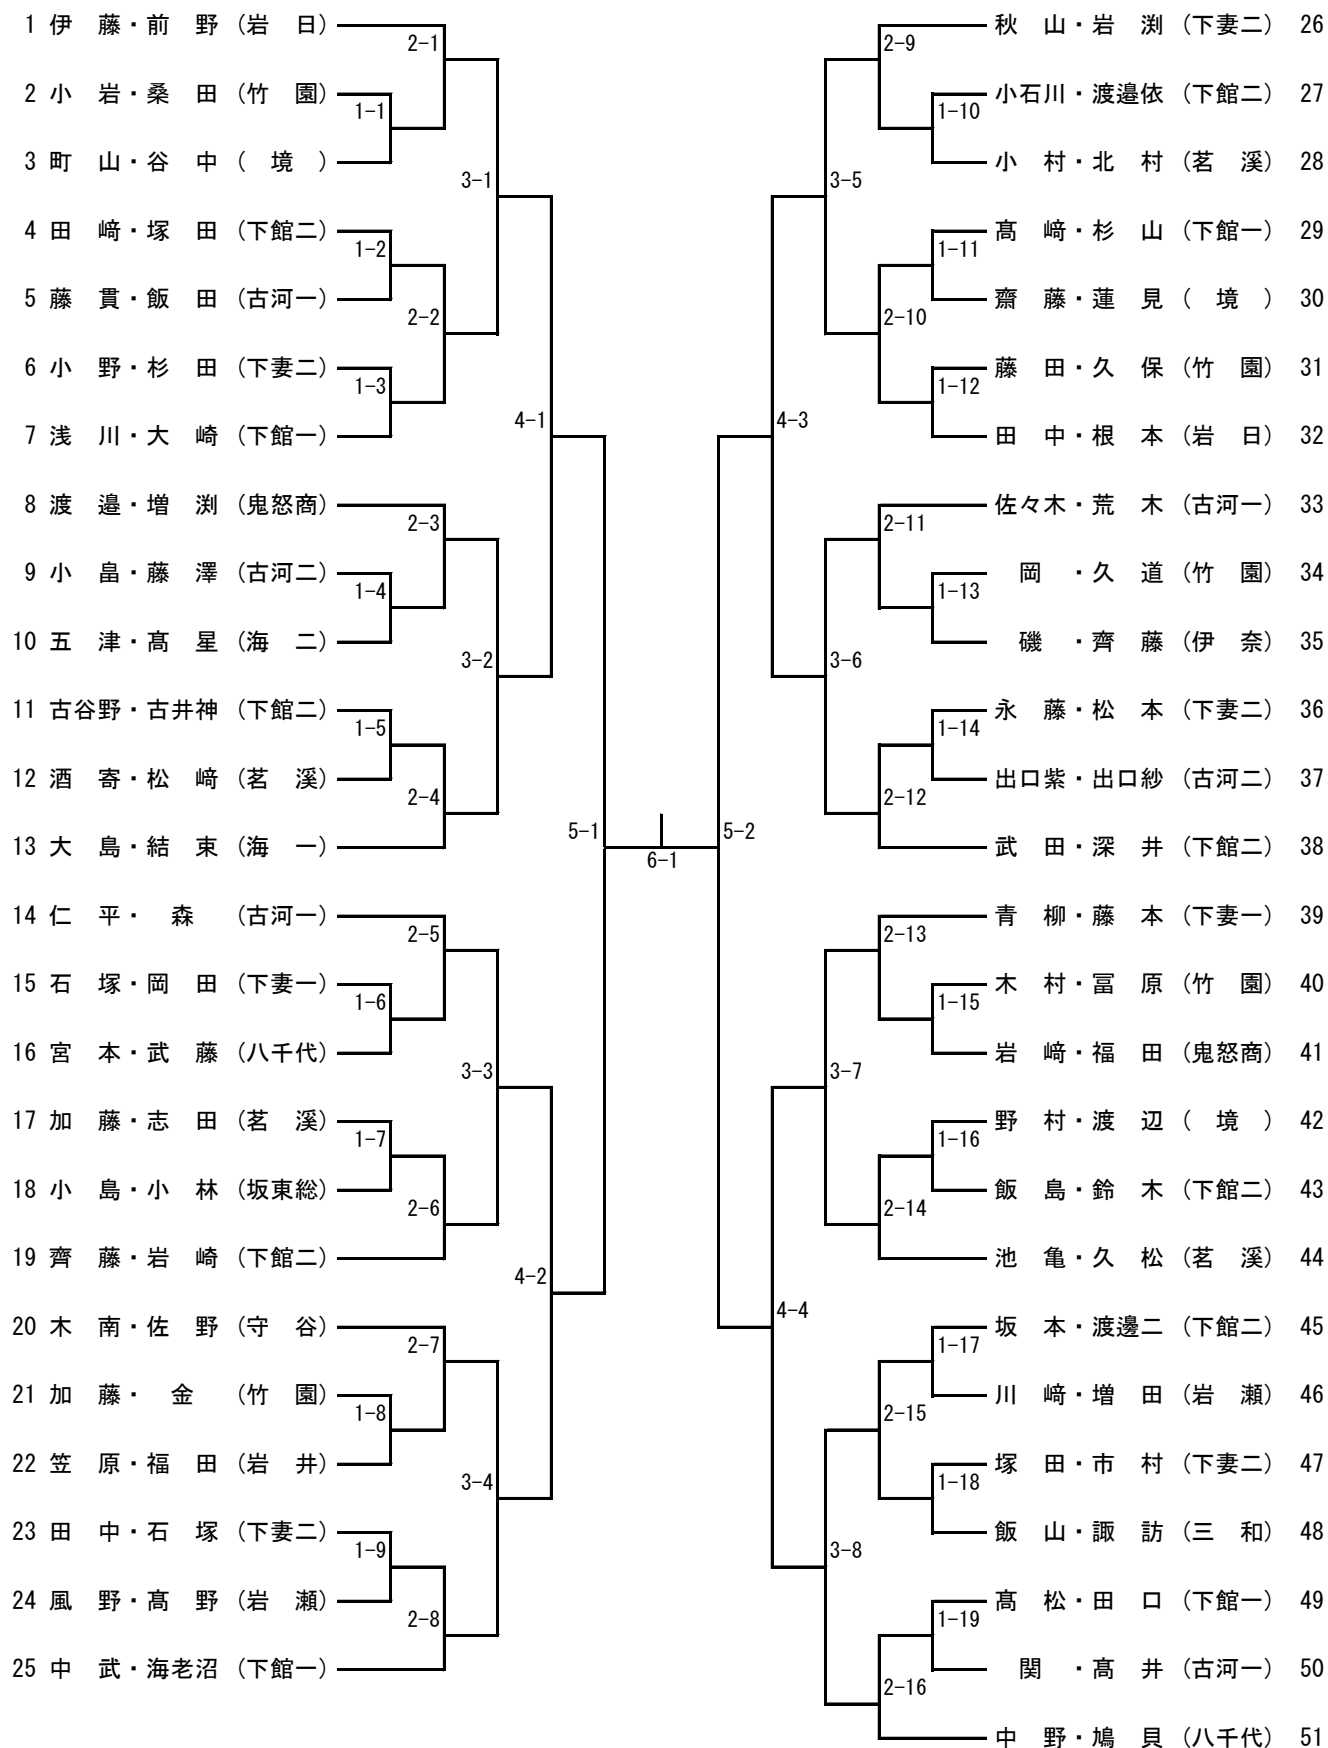 1 伊　藤・前　野 (岩　日)
2-1
2 小　岩・桑　田 (竹　園)
1-1
3 町　山・谷　中 (　境　)
3-1
4 田　﨑・塚　田 (下館二)
1-2
5 藤　貫・飯　田 (古河一)
2-2
6 小　野・杉　田 (下妻二)
1-3
4-1
7 浅　川・大　崎 (下館一)
8 渡　邉・増　渕 (鬼怒商)
2-3
9 小　畠・藤　澤 (古河二)
1-4
10 五　津・髙　星 (海　二)
3-2
11 古谷野・古井神 (下館二)
1-5
12 酒　寄・松　﨑 (茗　溪)
2-4
13 大　島・結　束 (海　一)
5-1
14 仁　平・　森　 (古河一)
2-5
15 石　塚・岡　田 (下妻一)
1-6
16 宮　本・武　藤 (八千代)
3-3
17 加　藤・志　田 (茗　溪)
1-7
18 小　島・小　林 (坂東総)
2-6
19 齊　藤・岩　崎 (下館二)
4-2
20 木　南・佐　野 (守　谷)
2-7
21 加　藤・　金　 (竹　園)
1-8
22 笠　原・福　田 (岩　井)
3-4
23 田　中・石　塚 (下妻二)
1-9
24 風　野・髙　野 (岩　瀬)
2-8
25 中　武・海老沼 (下館一)
6-1
秋　山・岩　渕 (下妻二) 26
2-9
小石川・渡邉依 (下館二) 27
1-10
小　村・北　村 (茗　溪) 28
3-5
髙　﨑・杉　山 (下館一) 29
1-11
齋　藤・蓮　見 (　境　) 30
2-10
藤　田・久　保 (竹　園) 31
1-12
4-3
田　中・根　本 (岩　日) 32
佐々木・荒　木 (古河一) 33
2-11
岡　・久　道 (竹　園) 34
1-13
磯　・齊　藤 (伊　奈) 35
3-6
永　藤・松　本 (下妻二) 36
1-14
出口紫・出口紗 (古河二) 37
2-12
武　田・深　井 (下館二) 38
5-2
青　柳・藤　本 (下妻一) 39
2-13
木　村・冨　原 (竹　園) 40
1-15
岩　﨑・福　田 (鬼怒商) 41
3-7
野　村・渡　辺 (　境　) 42
1-16
飯　島・鈴　木 (下館二) 43
2-14
池　亀・久　松 (茗　溪) 44
4-4
坂　本・渡邊二 (下館二) 45
1-17
川　﨑・増　田 (岩　瀬) 46
2-15
塚　田・市　村 (下妻二) 47
1-18
飯　山・諏　訪 (三　和) 48
3-8
髙　松・田　口 (下館一) 49
1-19
関　・髙　井 (古河一) 50
2-16
中　野・鳩　貝 (八千代) 51